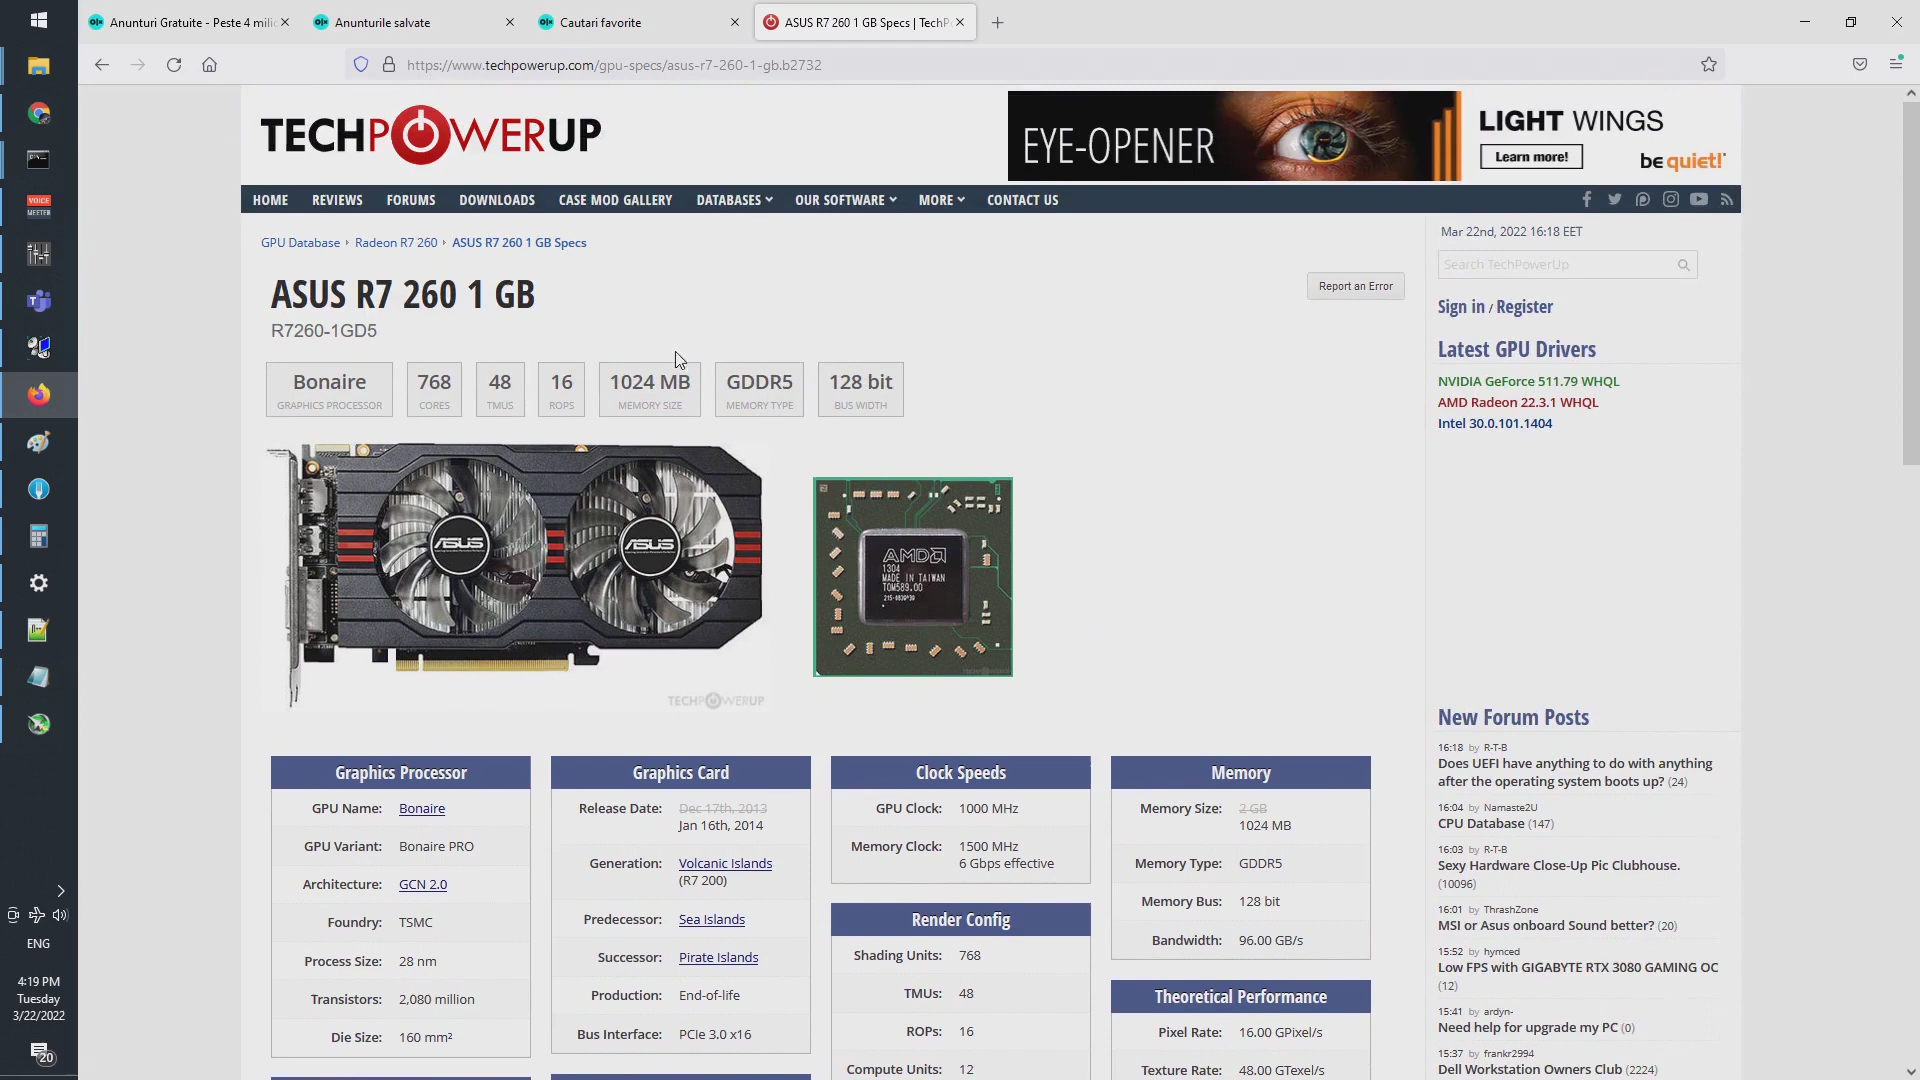 Anunturi Gratuite - Peste 4 milio
Anunturile salvate
Cautari favorite
ASUS R7 260 1 GB Specs | TechP
https://www.techpowerup.com/gpu-specs/asus-r7-260-1-gb.b2732
TECHPOWERUP
EYE-OPENER
LIGHT WINGS
Learn more!
be quiet!
HOME REVIEWS FORUMS DOWNLOADS CASE MOD GALLERY DATABASES OUR SOFTWARE MORE CONTACT US
GPU Database › Radeon R7 260 › ASUS R7 260 1 GB Specs
ASUS R7 260 1 GB
R7260-1GD5
Report an Error
Bonaire
GRAPHICS PROCESSOR
768
CORES
48
TMUS
16
ROPS
1024 MB
MEMORY SIZE
GDDR5
MEMORY TYPE
128 bit
BUS WIDTH
ASUS
ASUS
TECHPOWERUP
AMD
1304
MADE IN TAIWAN
Graphics Processor
GPU Name: Bonaire
GPU Variant: Bonaire PRO
Architecture: GCN 2.0
Foundry: TSMC
Process Size: 28 nm
Transistors: 2,080 million
Die Size: 160 mm²
Graphics Card
Release Date: Dec 17th, 2013
Jan 16th, 2014
Generation: Volcanic Islands
(R7 200)
Predecessor: Sea Islands
Successor: Pirate Islands
Production: End-of-life
Bus Interface: PCIe 3.0 x16
Clock Speeds
GPU Clock: 1000 MHz
Memory Clock: 1500 MHz
6 Gbps effective
Render Config
Shading Units: 768
TMUs: 48
ROPs: 16
Compute Units: 12
Memory
Memory Size: 2 GB
1024 MB
Memory Type: GDDR5
Memory Bus: 128 bit
Bandwidth: 96.00 GB/s
Theoretical Performance
Pixel Rate: 16.00 GPixel/s
Texture Rate: 48.00 GTexel/s
Mar 22nd, 2022 16:18 EET
Search TechPowerUp
Sign in / Register
Latest GPU Drivers
NVIDIA GeForce 511.79 WHQL
AMD Radeon 22.3.1 WHQL
Intel 30.0.101.1404
New Forum Posts
16:18 by R-T-B
Does UEFI have anything to do with anything
after the operating system boots up? (24)
16:04 by Namaste2U
CPU Database (147)
16:03 by R-T-B
Sexy Hardware Close-Up Pic Clubhouse.
(10096)
16:01 by ThrashZone
MSI or Asus onboard Sound better? (20)
15:52 by hymced
Low FPS with GIGABYTE RTX 3080 GAMING OC
(12)
15:41 by ardyn-
Need help for upgrade my PC (0)
15:37 by frankr2994
Dell Workstation Owners Club (2224)
VOICE
MEETER
ENG
4:19 PM
Tuesday
3/22/2022
20